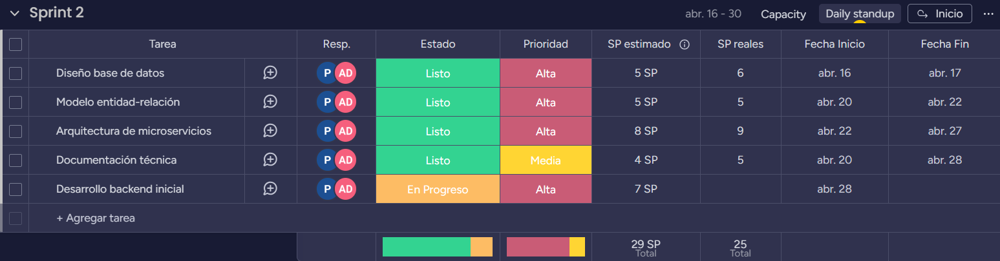 Sprint 2 abr. 16 - 30 Capacity Daily standup Inicio
Tarea Resp. Estado Prioridad SP estimado SP reales Fecha Inicio Fecha Fin
Diseño base de datos P AD Listo Alta 5 SP 6 abr. 16 abr. 17
Modelo entidad-relación P AD Listo Alta 5 SP 5 abr. 20 abr. 22
Arquitectura de microservicios P AD Listo Alta 8 SP 9 abr. 22 abr. 27
Documentación técnica P AD Listo Media 4 SP 5 abr. 20 abr. 28
Desarrollo backend inicial P AD En Progreso Alta 7 SP abr. 28
+ Agregar tarea
29 SP 25
Total Total